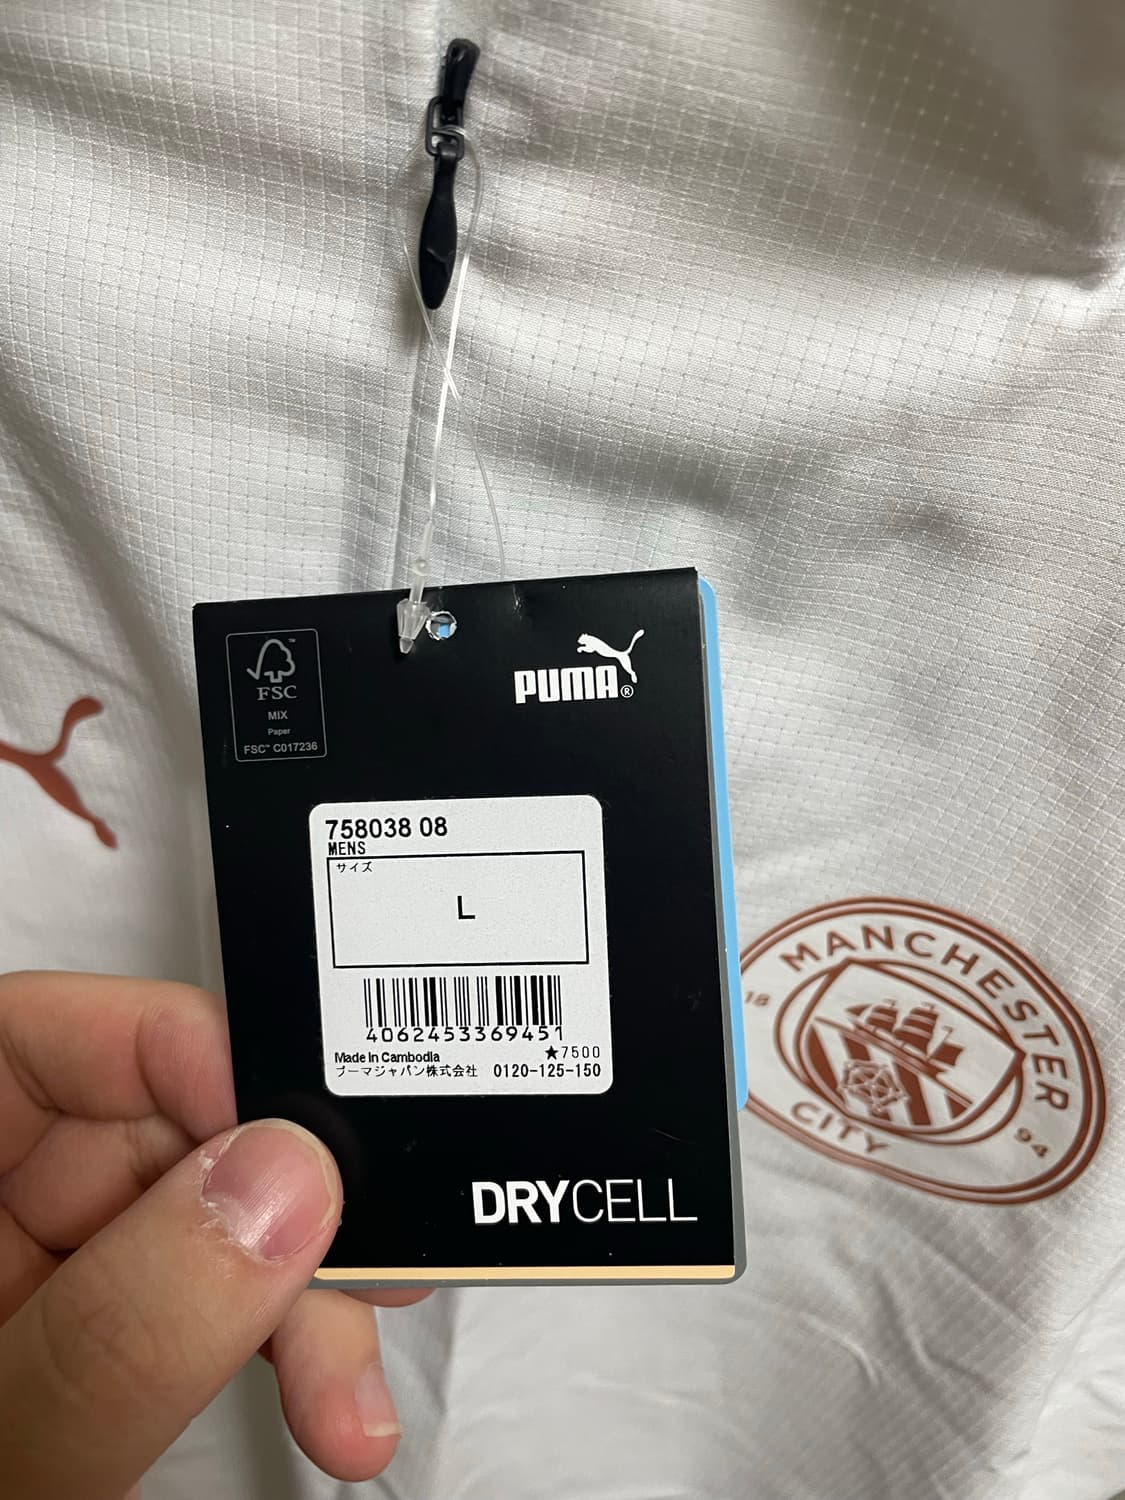 FSC™
MIX
Paper
FSC™ C017236
PUMA®
758038 08
MENS
サイズ
L
4062453369451
Made in Cambodia
★7500
プーマジャパン株式会社 0120-125-150
DRYCELL
MANCHESTER
18
94
CITY